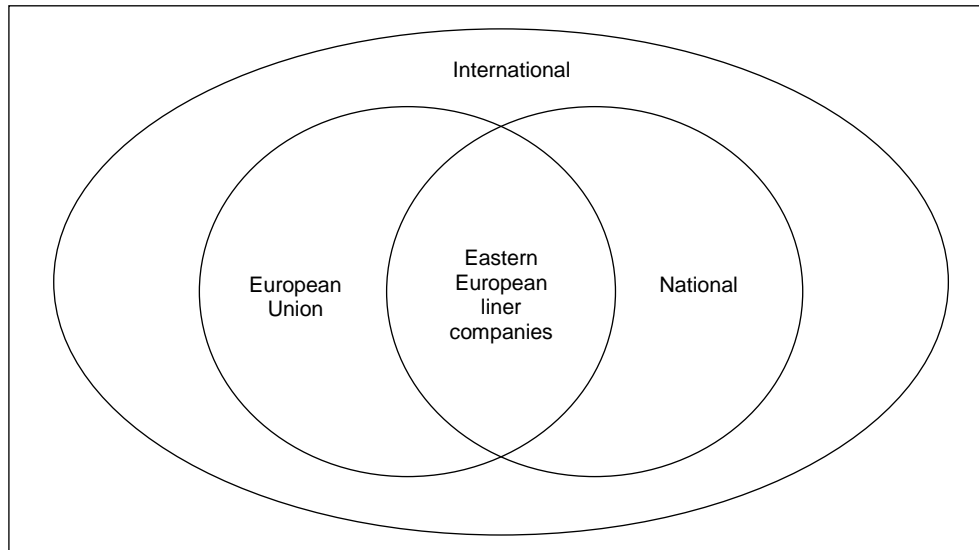 International
European
Union
Eastern
European
liner
companies
National